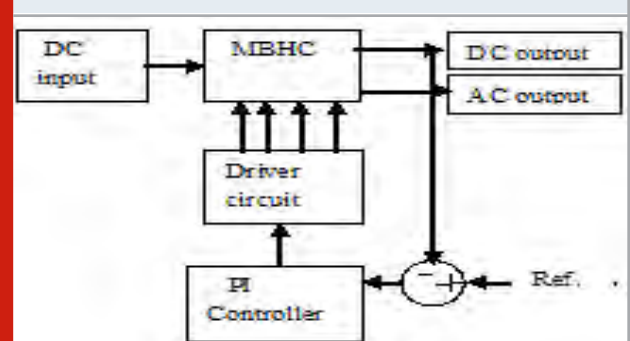 DC
input
MBHC
DC output
AC output
Driver
circuit
PI
Controller
- +
Ref.